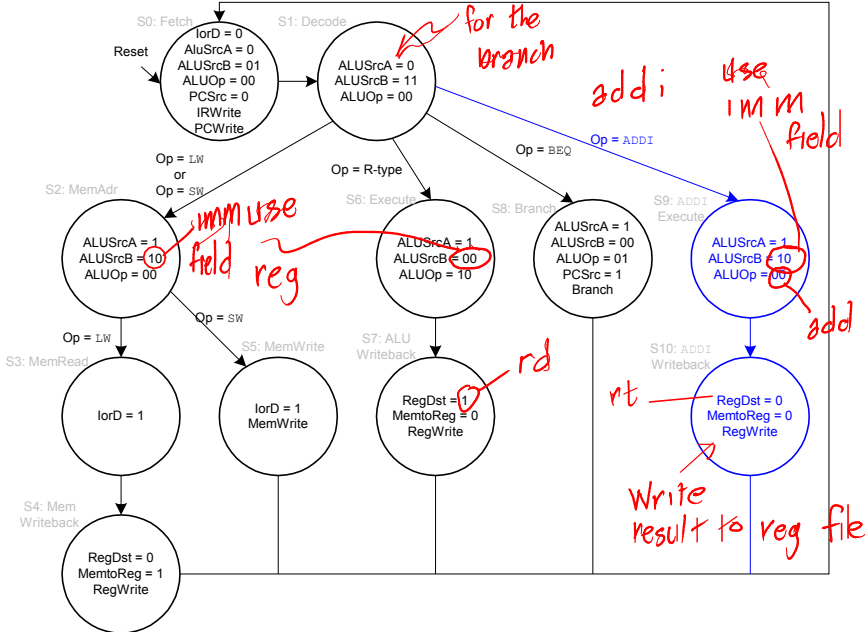 S0: Fetch
Reset
IorD = 0
AluSrcA = 0
ALUSrcB = 01
ALUOp = 00
PCSrc = 0
IRWrite
PCWrite
S1: Decode
ALUSrcA = 0
ALUSrcB = 11
ALUOp = 00
for the
branch
addi
use
imm
field
Op = LW
or
Op = SW
Op = R-type
Op = BEQ
Op = ADDI
S2: MemAdr
ALUSrcA = 1
ALUSrcB = 10
ALUOp = 00
imm use
field
reg
S6: Execute
ALUSrcA = 1
ALUSrcB = 00
ALUOp = 10
S8: Branch
ALUSrcA = 1
ALUSrcB = 00
ALUOp = 01
PCSrc = 1
Branch
S9: ADDI
Execute
ALUSrcA = 1
ALUSrcB = 10
ALUOp = 00
add
Op = LW
Op = SW
S3: MemRead
IorD = 1
S5: MemWrite
IorD = 1
MemWrite
S7: ALU
Writeback
RegDst = 1
MemtoReg = 0
RegWrite
rd
S10: ADDI
Writeback
RegDst = 0
MemtoReg = 0
RegWrite
rt
Write
result to reg file
S4: Mem
Writeback
RegDst = 0
MemtoReg = 1
RegWrite